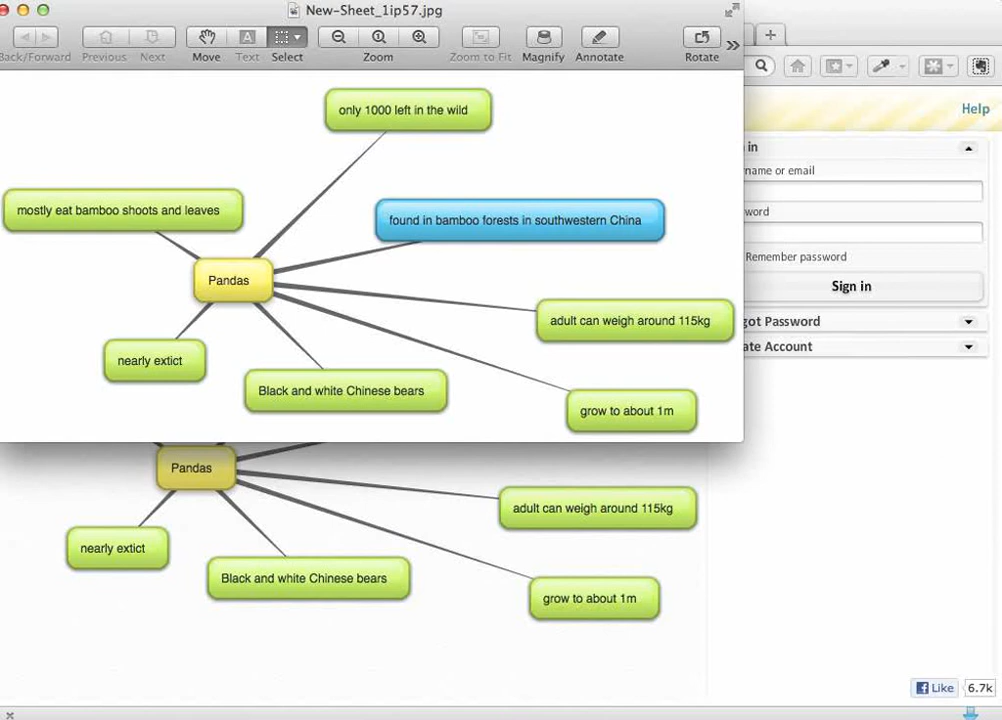 New-Sheet_1ip57.jpg
Back/Forward Previous Next Move Text Select Zoom Zoom to Fit Magnify Annotate Rotate
A
Help
only 1000 left in the wild
in
name or email
mostly eat bamboo shoots and leaves
found in bamboo forests in southwestern China
word
Remember password
Pandas
Sign in
adult can weigh around 115kg
got Password
ate Account
nearly extict
Black and white Chinese bears
grow to about 1m
Pandas
adult can weigh around 115kg
nearly extict
Black and white Chinese bears
grow to about 1m
Like 6.7k